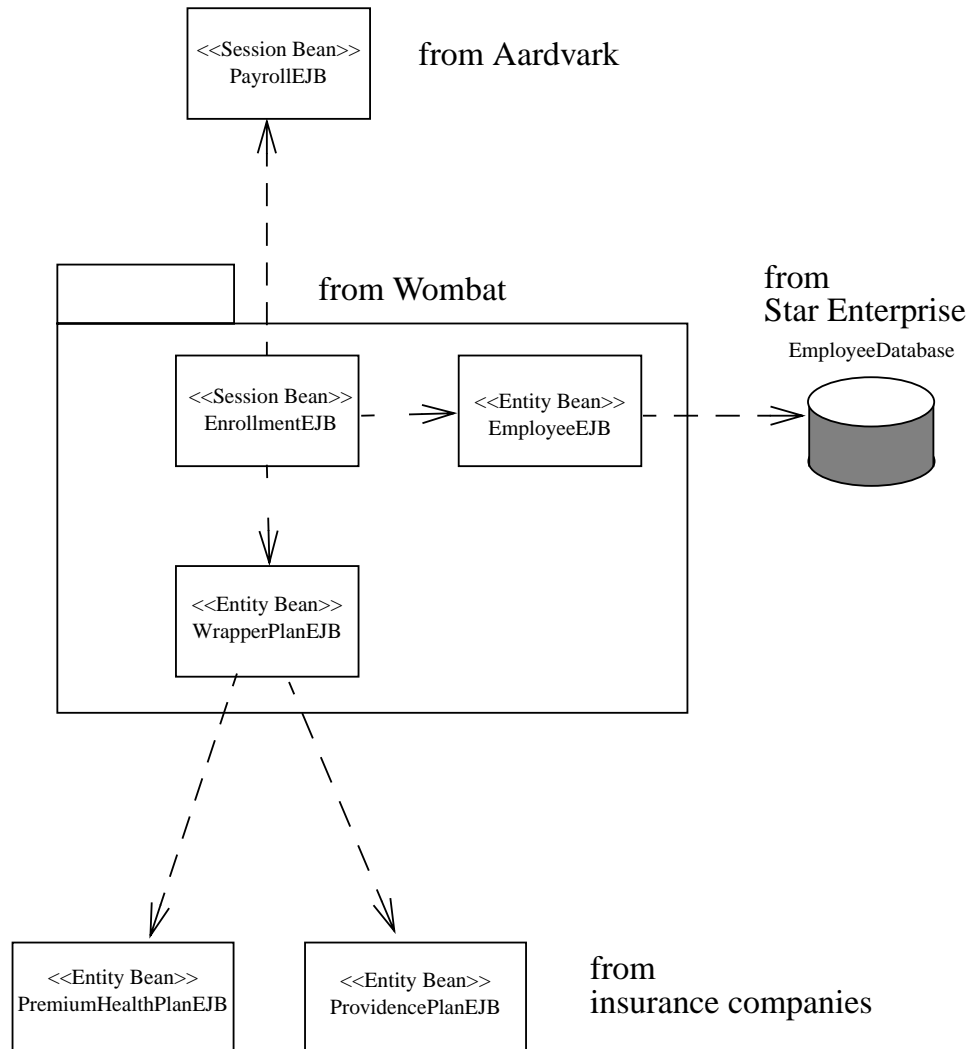 <<Session Bean>>
PayrollEJB
from Aardvark
from Wombat
from
Star Enterprise
EmployeeDatabase
<<Session Bean>>
EnrollmentEJB
<<Entity Bean>>
EmployeeEJB
<<Entity Bean>>
WrapperPlanEJB
<<Entity Bean>>
PremiumHealthPlanEJB
<<Entity Bean>>
ProvidencePlanEJB
from
insurance companies